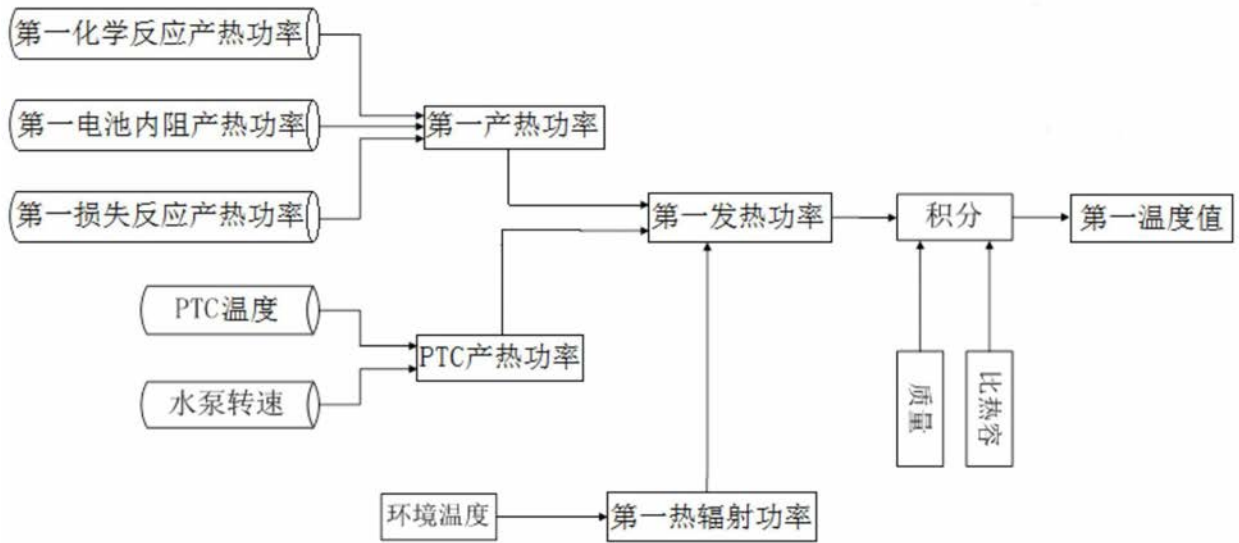 第一化学反应产热功率
第一电池内阻产热功率
第一产热功率
第一损失反应产热功率
第一发热功率
积分
第一温度值
PTC温度
PTC产热功率
水泵转速
质量
比热容
环境温度
第一热辐射功率